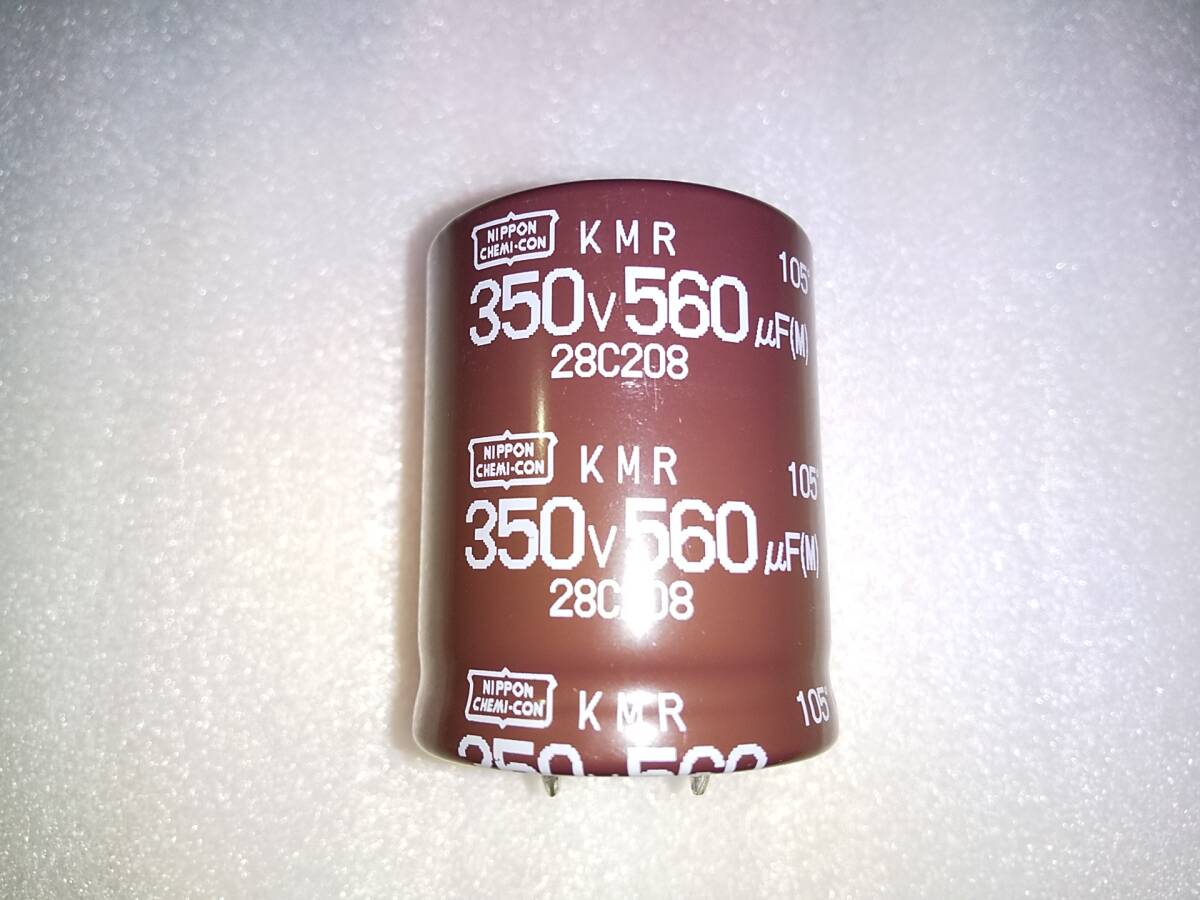 NIPPON
CHEMI-CON
KMR
105°
350V560µF(M)
28C208
NIPPON
CHEMI-CON
KMR
105°
350V560µF(M)
28C208
NIPPON
CHEMI-CON
KMR
105°
350V560